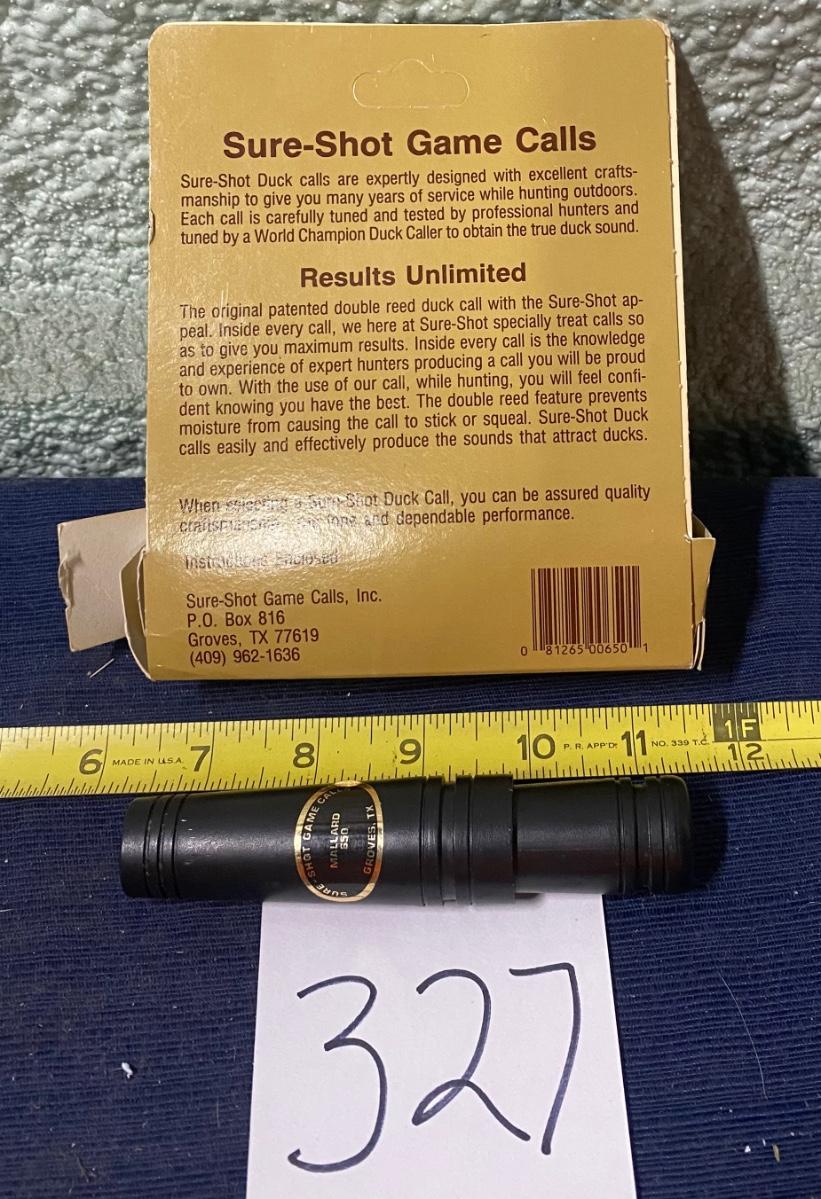 Sure-Shot Game Calls
Sure-Shot Duck calls are expertly designed with excellent crafts-
manship to give you many years of service while hunting outdoors.
Each call is carefully tuned and tested by professional hunters and
tuned by a World Champion Duck Caller to obtain the true duck sound.
Results Unlimited
The original patented double reed duck call with the Sure-Shot ap-
peal. Inside every call, we here at Sure-Shot specially treat calls so
as to give you maximum results. Inside every call is the knowledge
and experience of expert hunters producing a call you will be proud
to own. With the use of our call, while hunting, you will feel confi-
dent knowing you have the best. The double reed feature prevents
moisture from causing the call to stick or squeal. Sure-Shot Duck
calls easily and effectively produce the sounds that attract ducks.
When selecting a Sure-Shot Duck Call, you can be assured quality
craftsmanship, tone and dependable performance.
Instructions Enclosed
Sure-Shot Game Calls, Inc.
P.O. Box 816
Groves, TX 77619
(409) 962-1636
0 81265 00650 1
6 MADE IN U.S.A. 7 8 9 10 P. R. APP'D? 11 NO. 339 T.C. 1F 12
SURE-SHOT GAME CALLS
MALLARD
650
GROVES, TX
327